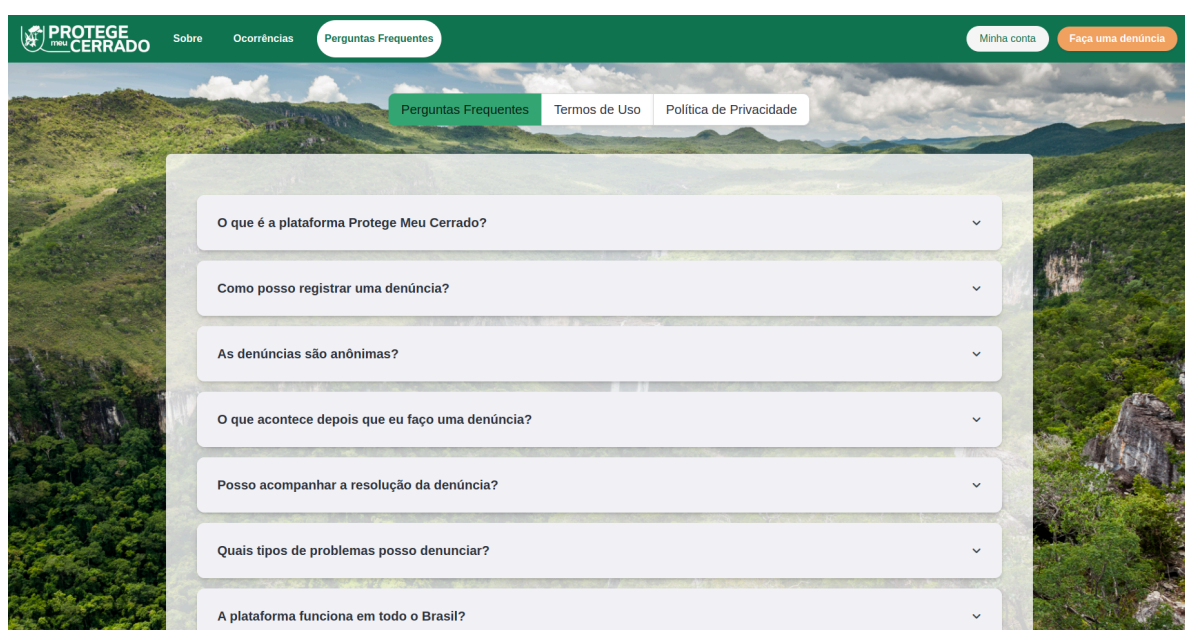 PROTEGE
meu CERRADO
Sobre
Ocorrências
Perguntas Frequentes
Minha conta
Faça uma denúncia
Perguntas Frequentes
Termos de Uso
Política de Privacidade
O que é a plataforma Protege Meu Cerrado?
Como posso registrar uma denúncia?
As denúncias são anônimas?
O que acontece depois que eu faço uma denúncia?
Posso acompanhar a resolução da denúncia?
Quais tipos de problemas posso denunciar?
A plataforma funciona em todo o Brasil?